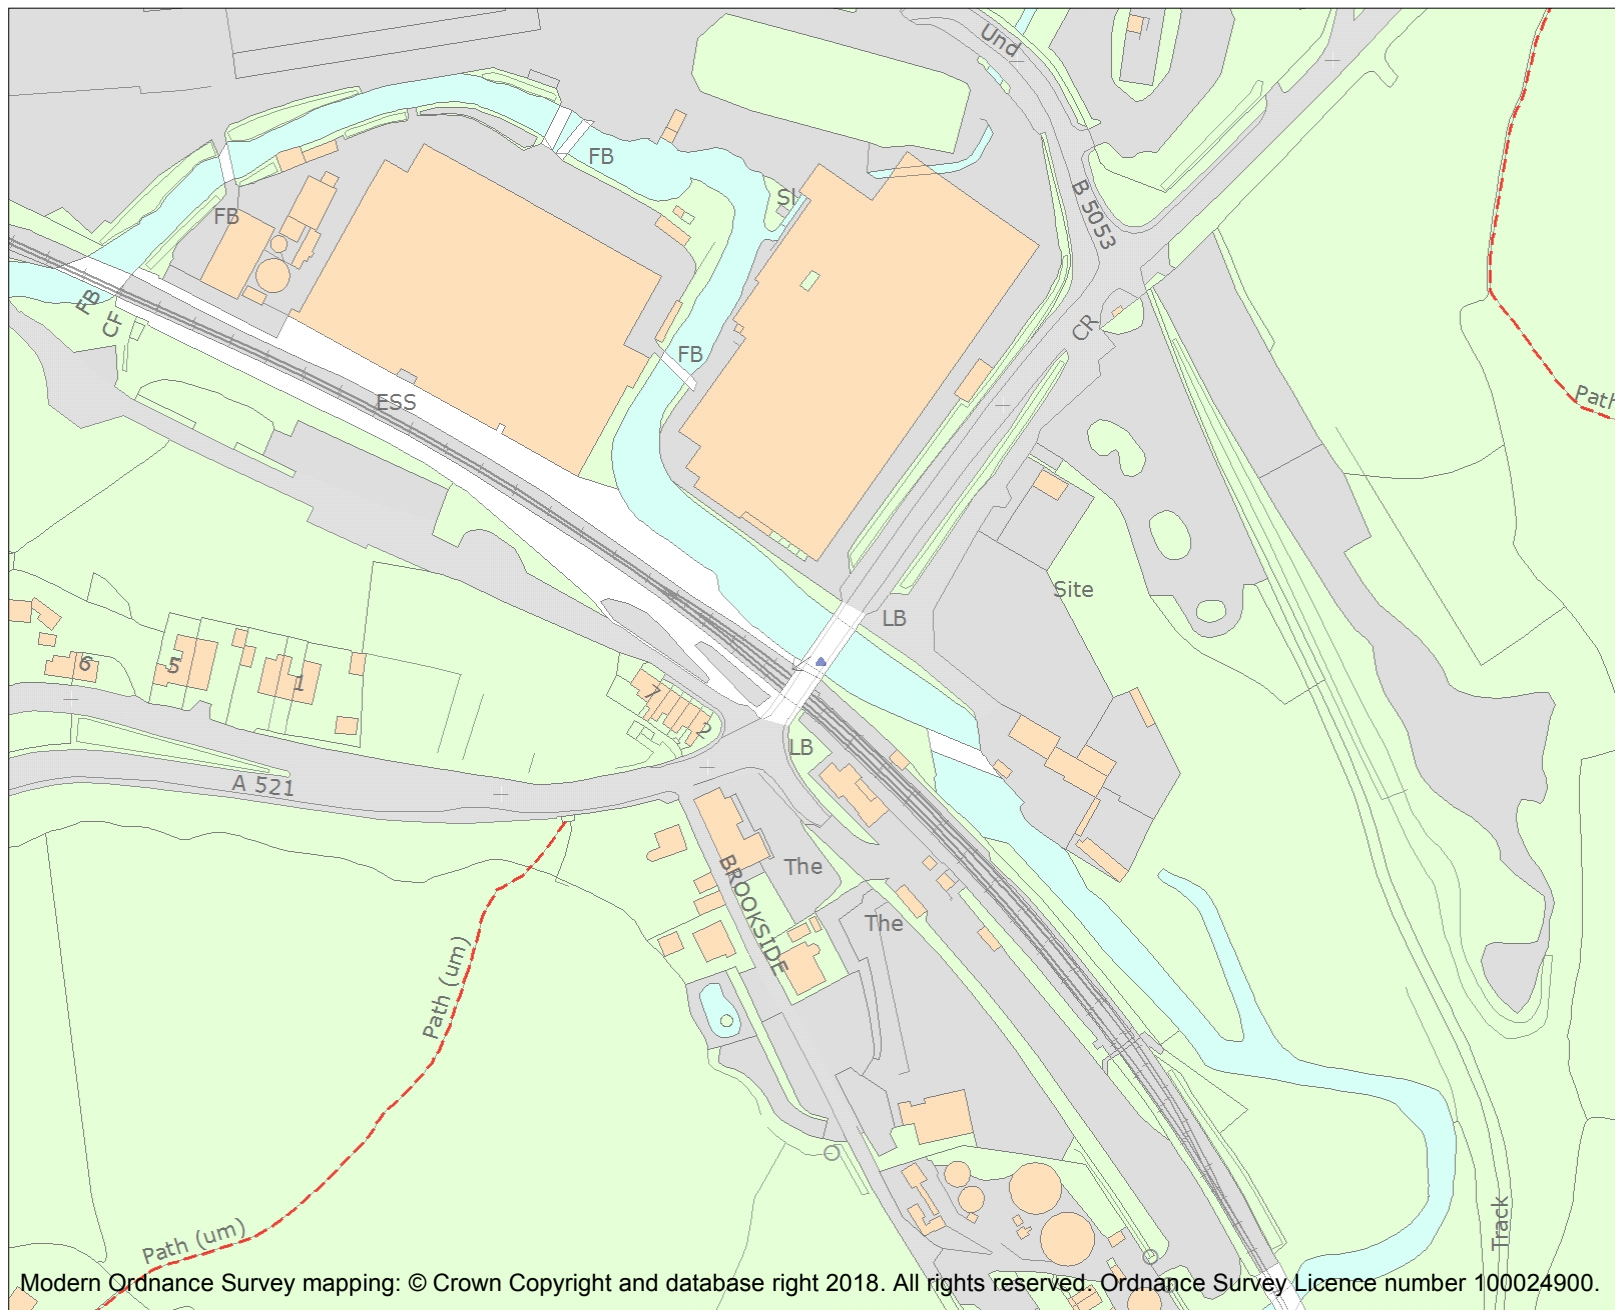 Und
FB
Sl
B 5053
FB
FB
CF
CR
FB
Path
ESS
Site
LB
6
5
1
7
2
LB
A 521
The
BROOKSIDE
The
Path (um)
Path (um)
Track
Modern Ordnance Survey mapping: © Crown Copyright and database right 2018. All rights reserved. Ordnance Survey Licence number 100024900.